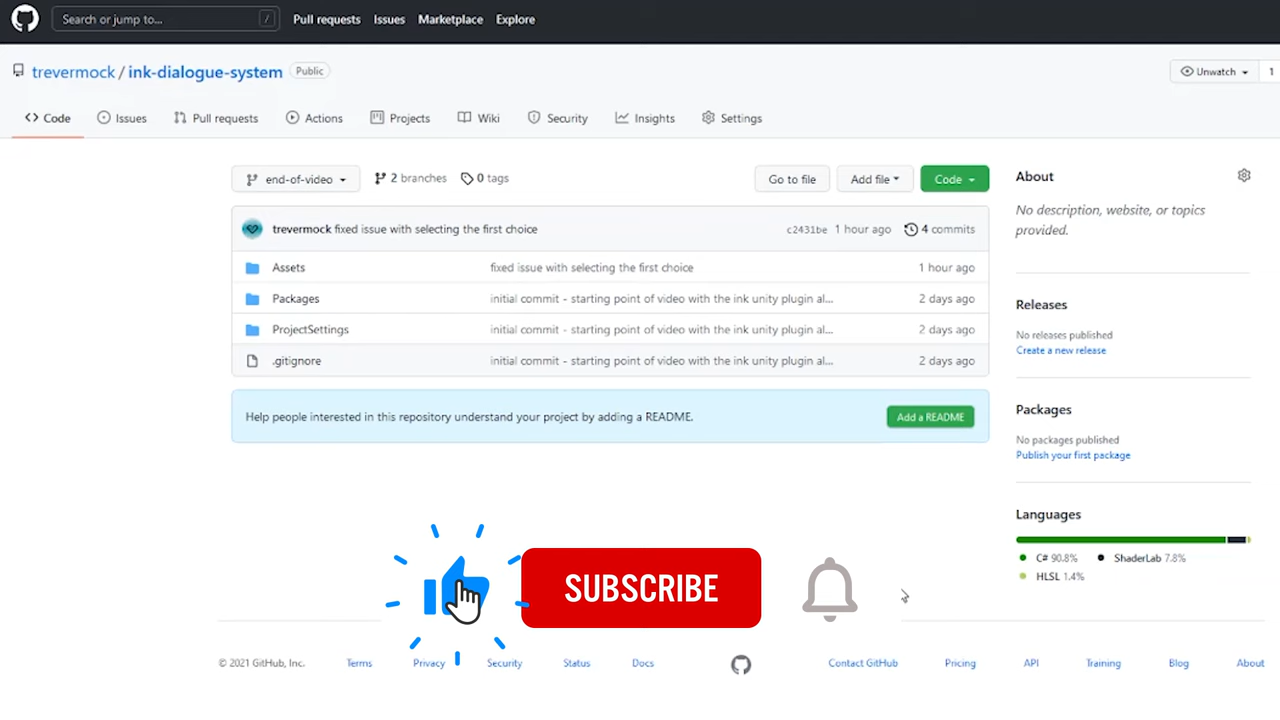 Search or jump to... /
Pull requests Issues Marketplace Explore
trevermock / ink-dialogue-system Public
Unwatch 1
Code Issues Pull requests Actions Projects Wiki Security Insights Settings
end-of-video 2 branches 0 tags
Go to file Add file Code
About
No description, website, or topics
provided.
trevermock fixed issue with selecting the first choice c2431be 1 hour ago 4 commits
Assets fixed issue with selecting the first choice 1 hour ago
Packages initial commit - starting point of video with the ink unity plugin al... 2 days ago
ProjectSettings initial commit - starting point of video with the ink unity plugin al... 2 days ago
.gitignore initial commit - starting point of video with the ink unity plugin al... 2 days ago
Releases
No releases published
Create a new release
Help people interested in this repository understand your project by adding a README. Add a README
Packages
No packages published
Publish your first package
Languages
C# 90.8% ShaderLab 7.8%
HLSL 1.4%
SUBSCRIBE
© 2021 GitHub, Inc. Terms Privacy Security Status Docs Contact GitHub Pricing API Training Blog About